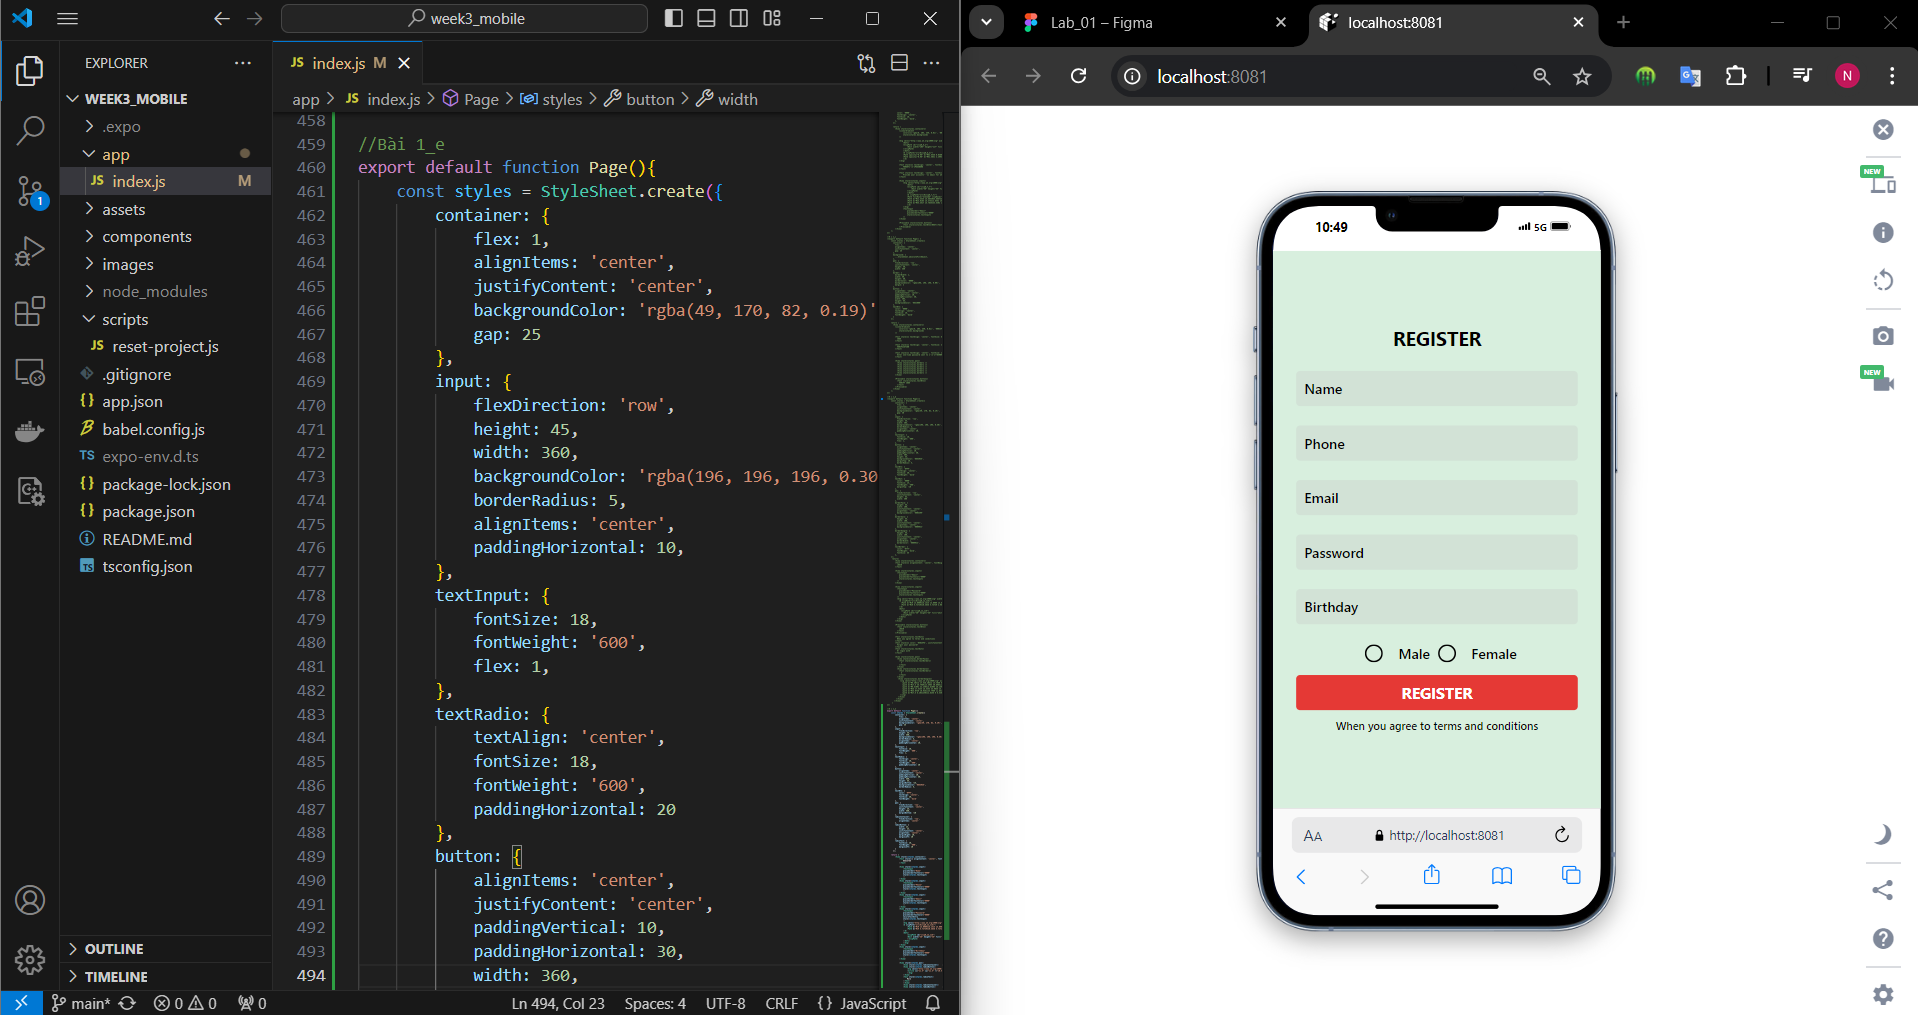 week3_mobile
EXPLORER
WEEK3_MOBILE
.expo
app
JS index.js M
assets
components
images
node_modules
scripts
JS reset-project.js
.gitignore
{} app.json
babel.config.js
TS expo-env.d.ts
{} package-lock.json
{} package.json
README.md
TS tsconfig.json
OUTLINE
TIMELINE
1
JS index.js M
app > JS index.js > Page > styles > button > width
458
459 //Bài 1_e
460 export default function Page(){
461 const styles = StyleSheet.create({
462 container: {
463 flex: 1,
464 alignItems: 'center',
465 justifyContent: 'center',
466 backgroundColor: 'rgba(49, 170, 82, 0.19)'
467 gap: 25
468 },
469 input: {
470 flexDirection: 'row',
471 height: 45,
472 width: 360,
473 backgroundColor: 'rgba(196, 196, 196, 0.30
474 borderRadius: 5,
475 alignItems: 'center',
476 paddingHorizontal: 10,
477 },
478 textInput: {
479 fontSize: 18,
480 fontWeight: '600',
481 flex: 1,
482 },
483 textRadio: {
484 textAlign: 'center',
485 fontSize: 18,
486 fontWeight: '600',
487 paddingHorizontal: 20
488 },
489 button: {
490 alignItems: 'center',
491 justifyContent: 'center',
492 paddingVertical: 10,
493 paddingHorizontal: 30,
494 width: 360,
main* 0 0 0 Ln 494, Col 23 Spaces: 4 UTF-8 CRLF {} JavaScript
Lab_01 – Figma
localhost:8081
localhost:8081
N
NEW
NEW
10:49 5G
REGISTER
Name
Phone
Email
Password
Birthday
Male Female
REGISTER
When you agree to terms and conditions
AA http://localhost:8081